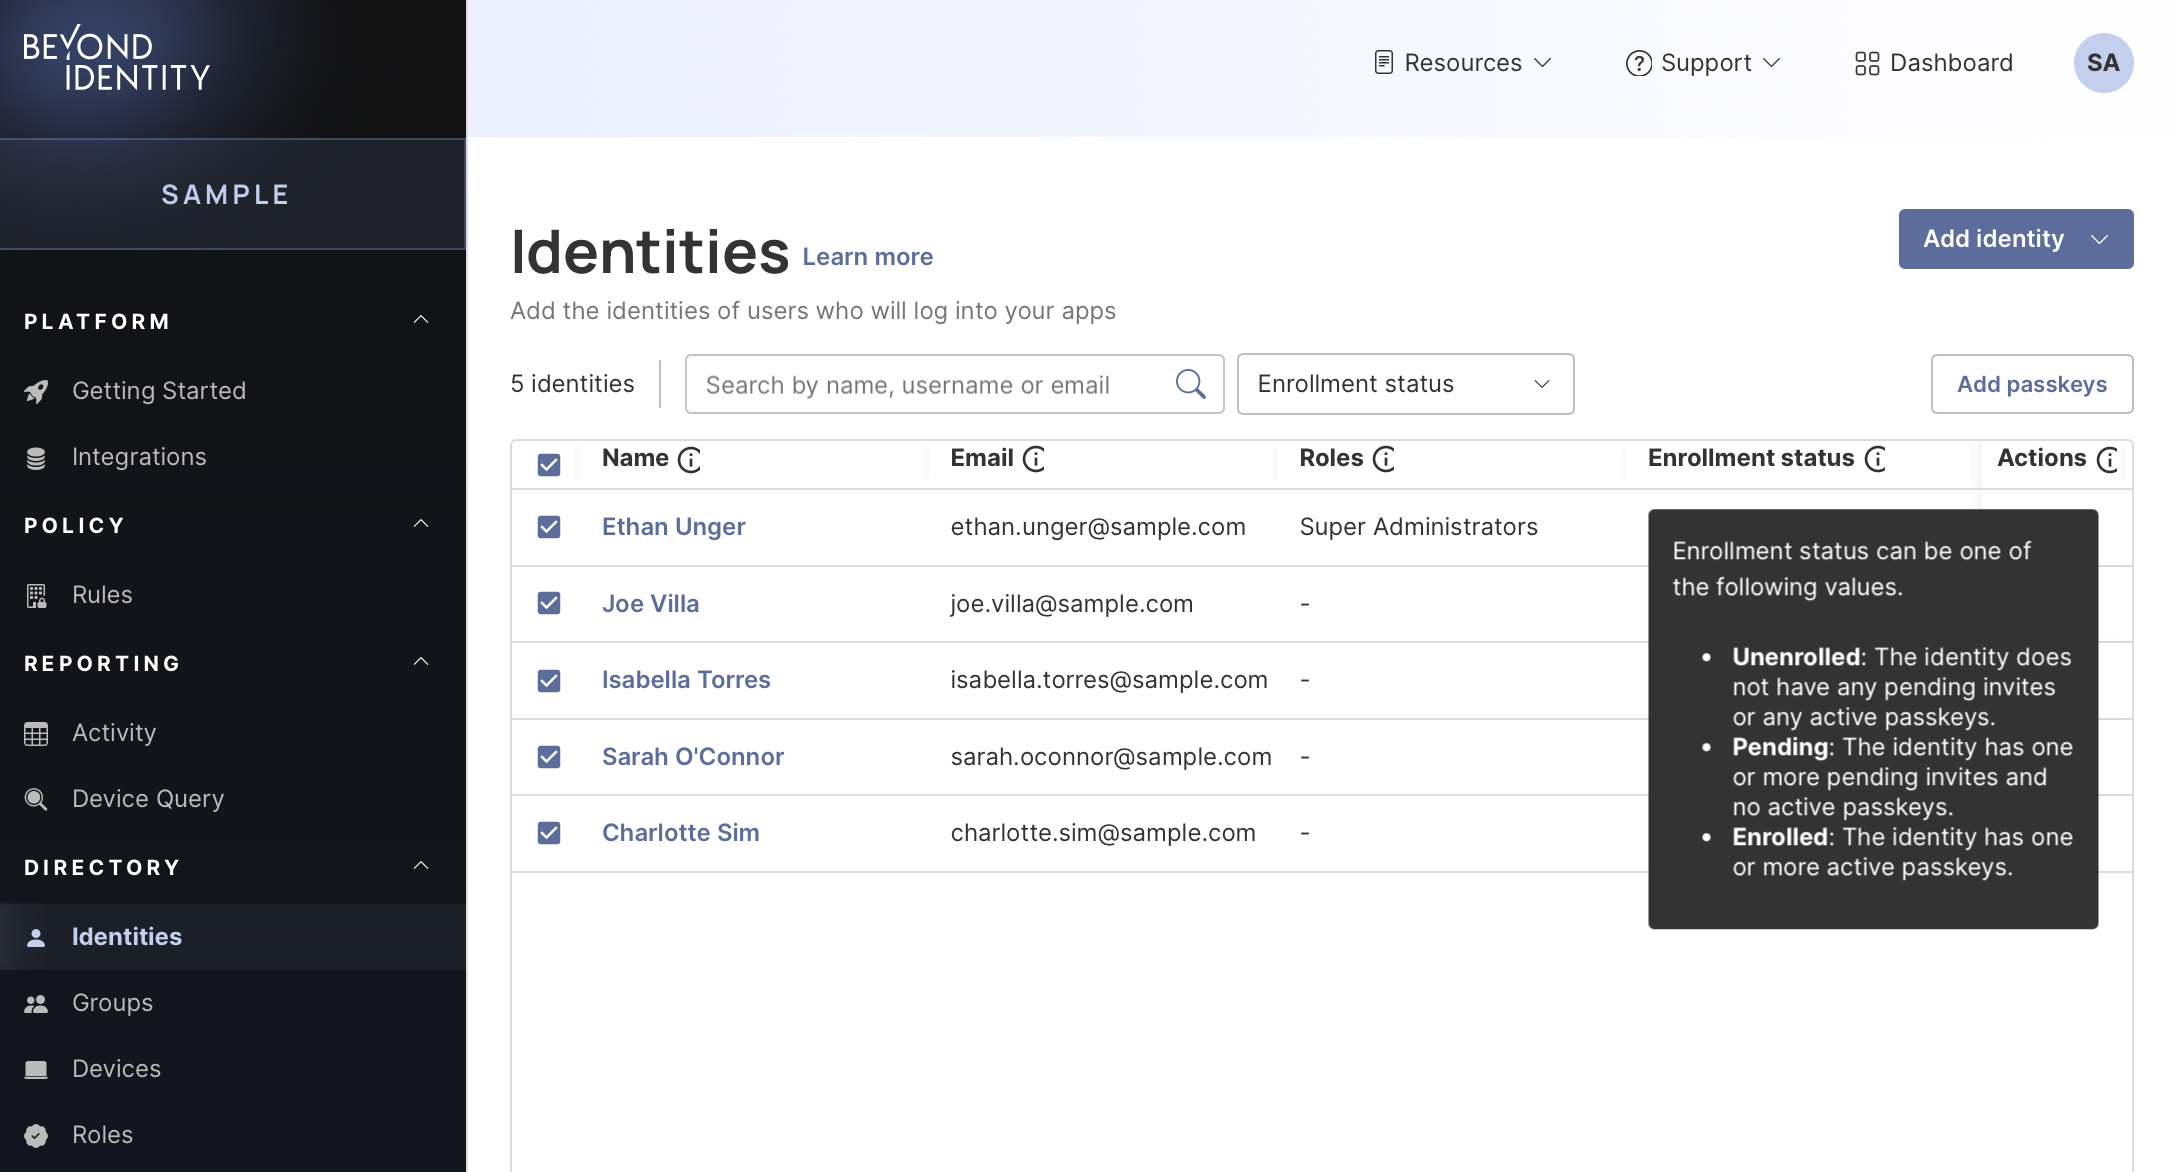 BEYOND
IDENTITY
SAMPLE
PLATFORM
Getting Started
Integrations
POLICY
Rules
REPORTING
Activity
Device Query
DIRECTORY
Identities
Groups
Devices
Roles
Resources
Support
Dashboard
SA
Identities Learn more
Add identity
Add the identities of users who will log into your apps
5 identities
Search by name, username or email
Enrollment status
Add passkeys
Name Email Roles Enrollment status Actions
Ethan Unger ethan.unger@sample.com Super Administrators
Joe Villa joe.villa@sample.com -
Isabella Torres isabella.torres@sample.com -
Sarah O'Connor sarah.oconnor@sample.com -
Charlotte Sim charlotte.sim@sample.com -
Enrollment status can be one of
the following values.
• Unenrolled: The identity does
not have any pending invites
or any active passkeys.
• Pending: The identity has one
or more pending invites and
no active passkeys.
• Enrolled: The identity has one
or more active passkeys.